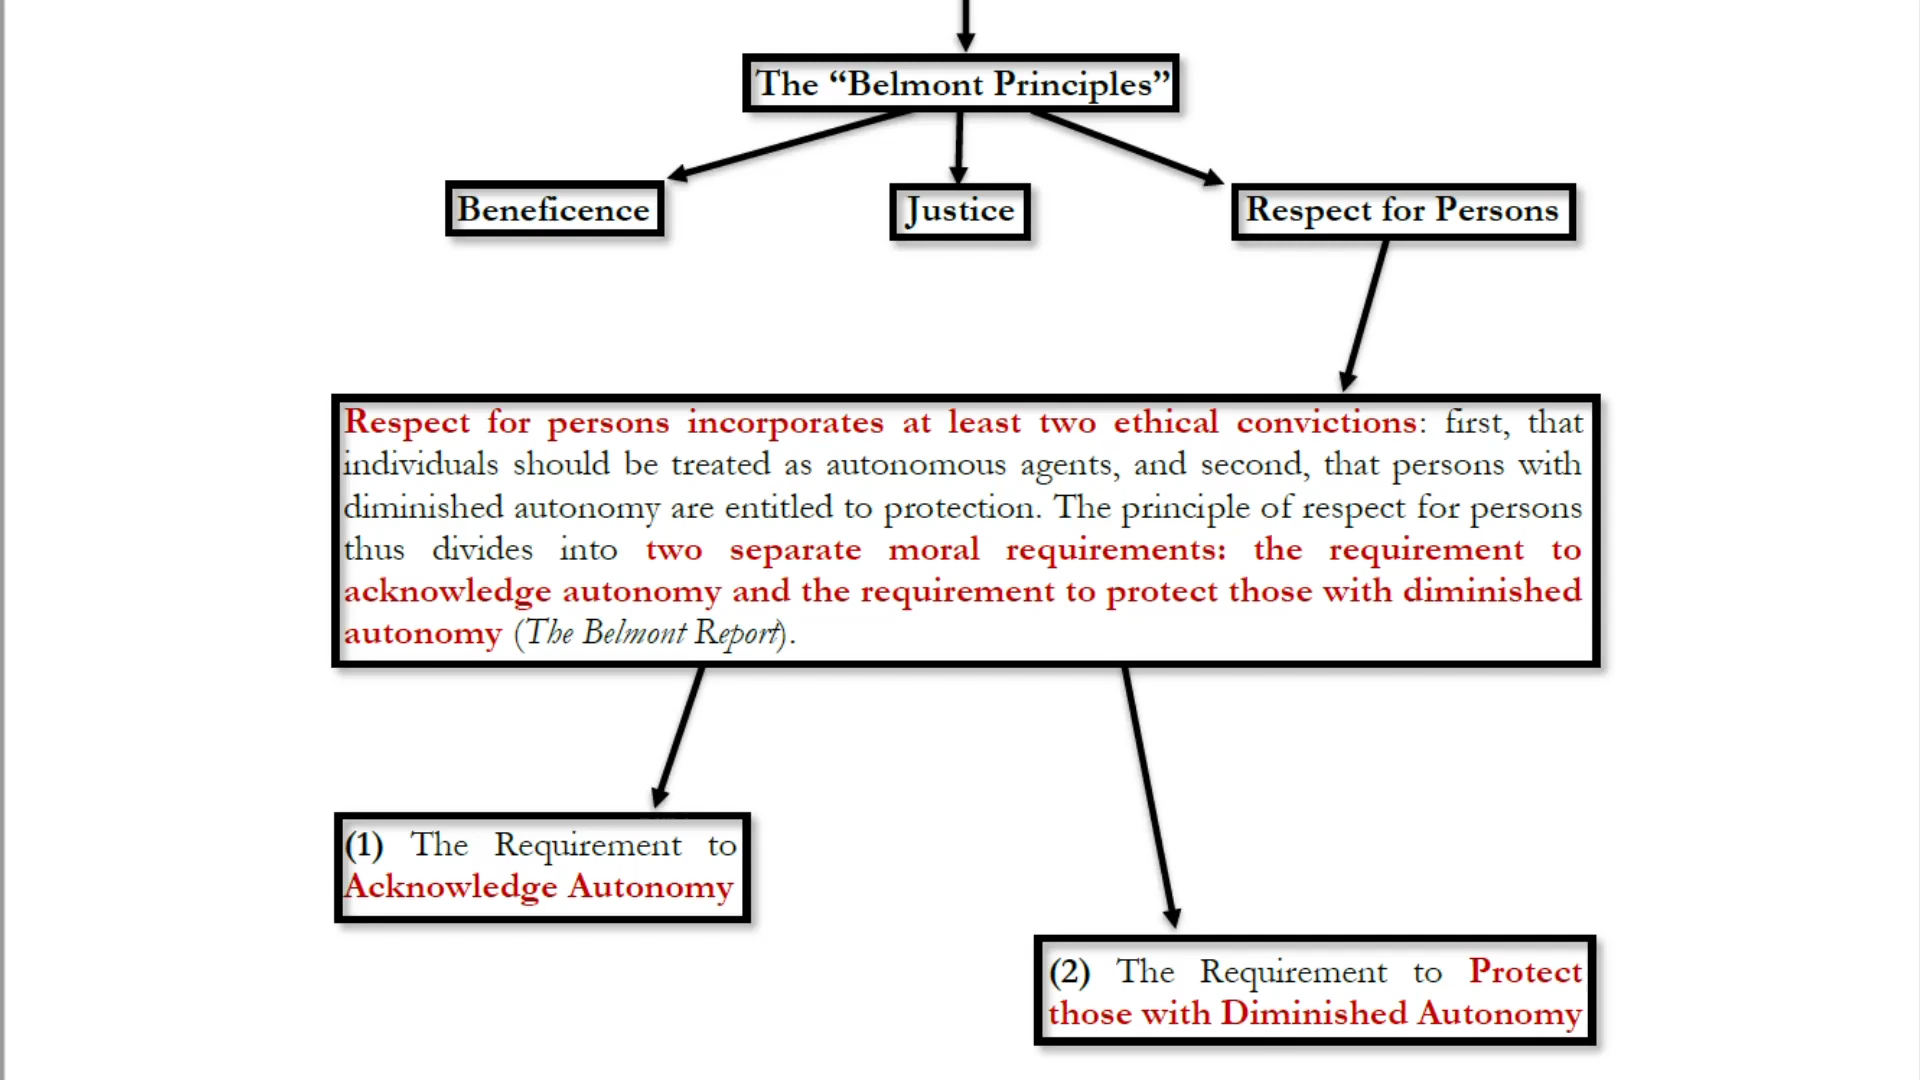 The “Belmont Principles”
Beneficence
Justice
Respect for Persons
Respect for persons incorporates at least two ethical convictions: first, that
individuals should be treated as autonomous agents, and second, that persons with
diminished autonomy are entitled to protection. The principle of respect for persons
thus divides into two separate moral requirements: the requirement to
acknowledge autonomy and the requirement to protect those with diminished
autonomy (The Belmont Report).
(1) The Requirement to
Acknowledge Autonomy
(2) The Requirement to Protect
those with Diminished Autonomy